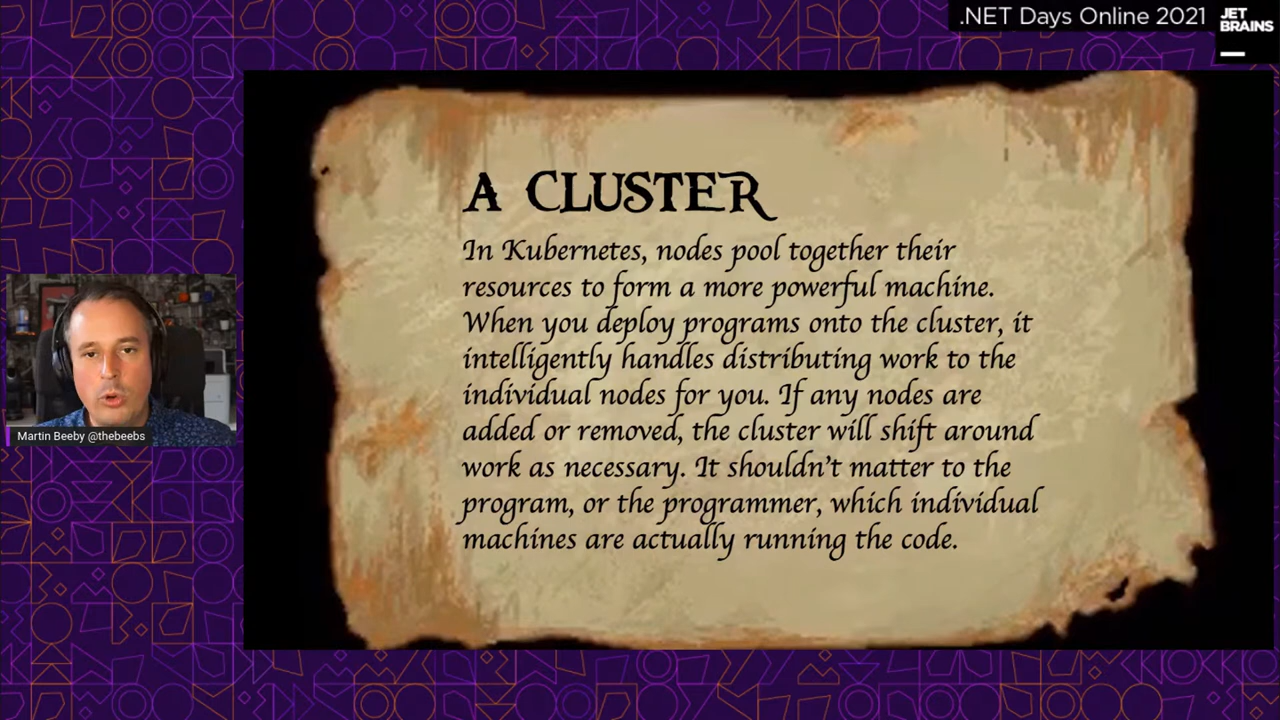 .NET Days Online 2021
JET
BRAINS
A CLUSTER
In Kubernetes, nodes pool together their
resources to form a more powerful machine.
When you deploy programs onto the cluster, it
intelligently handles distributing work to the
individual nodes for you. If any nodes are
added or removed, the cluster will shift around
work as necessary. It shouldn't matter to the
program, or the programmer, which individual
machines are actually running the code.
Martin Beeby @thebeebs